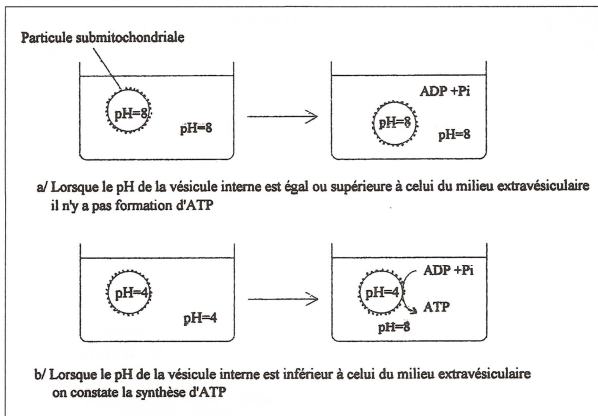 Particule submitochondriale
pH=8
pH=8
ADP +Pi
pH=8
pH=8
a/ Lorsque le pH de la vésicule interne est égal ou supérieure à celui du milieu extravésiculaire
il n'y a pas formation d'ATP
pH=4
pH=4
ADP +Pi
pH=4
ATP
pH=8
b/ Lorsque le pH de la vésicule interne est inférieur à celui du milieu extravésiculaire
on constate la synthèse d'ATP